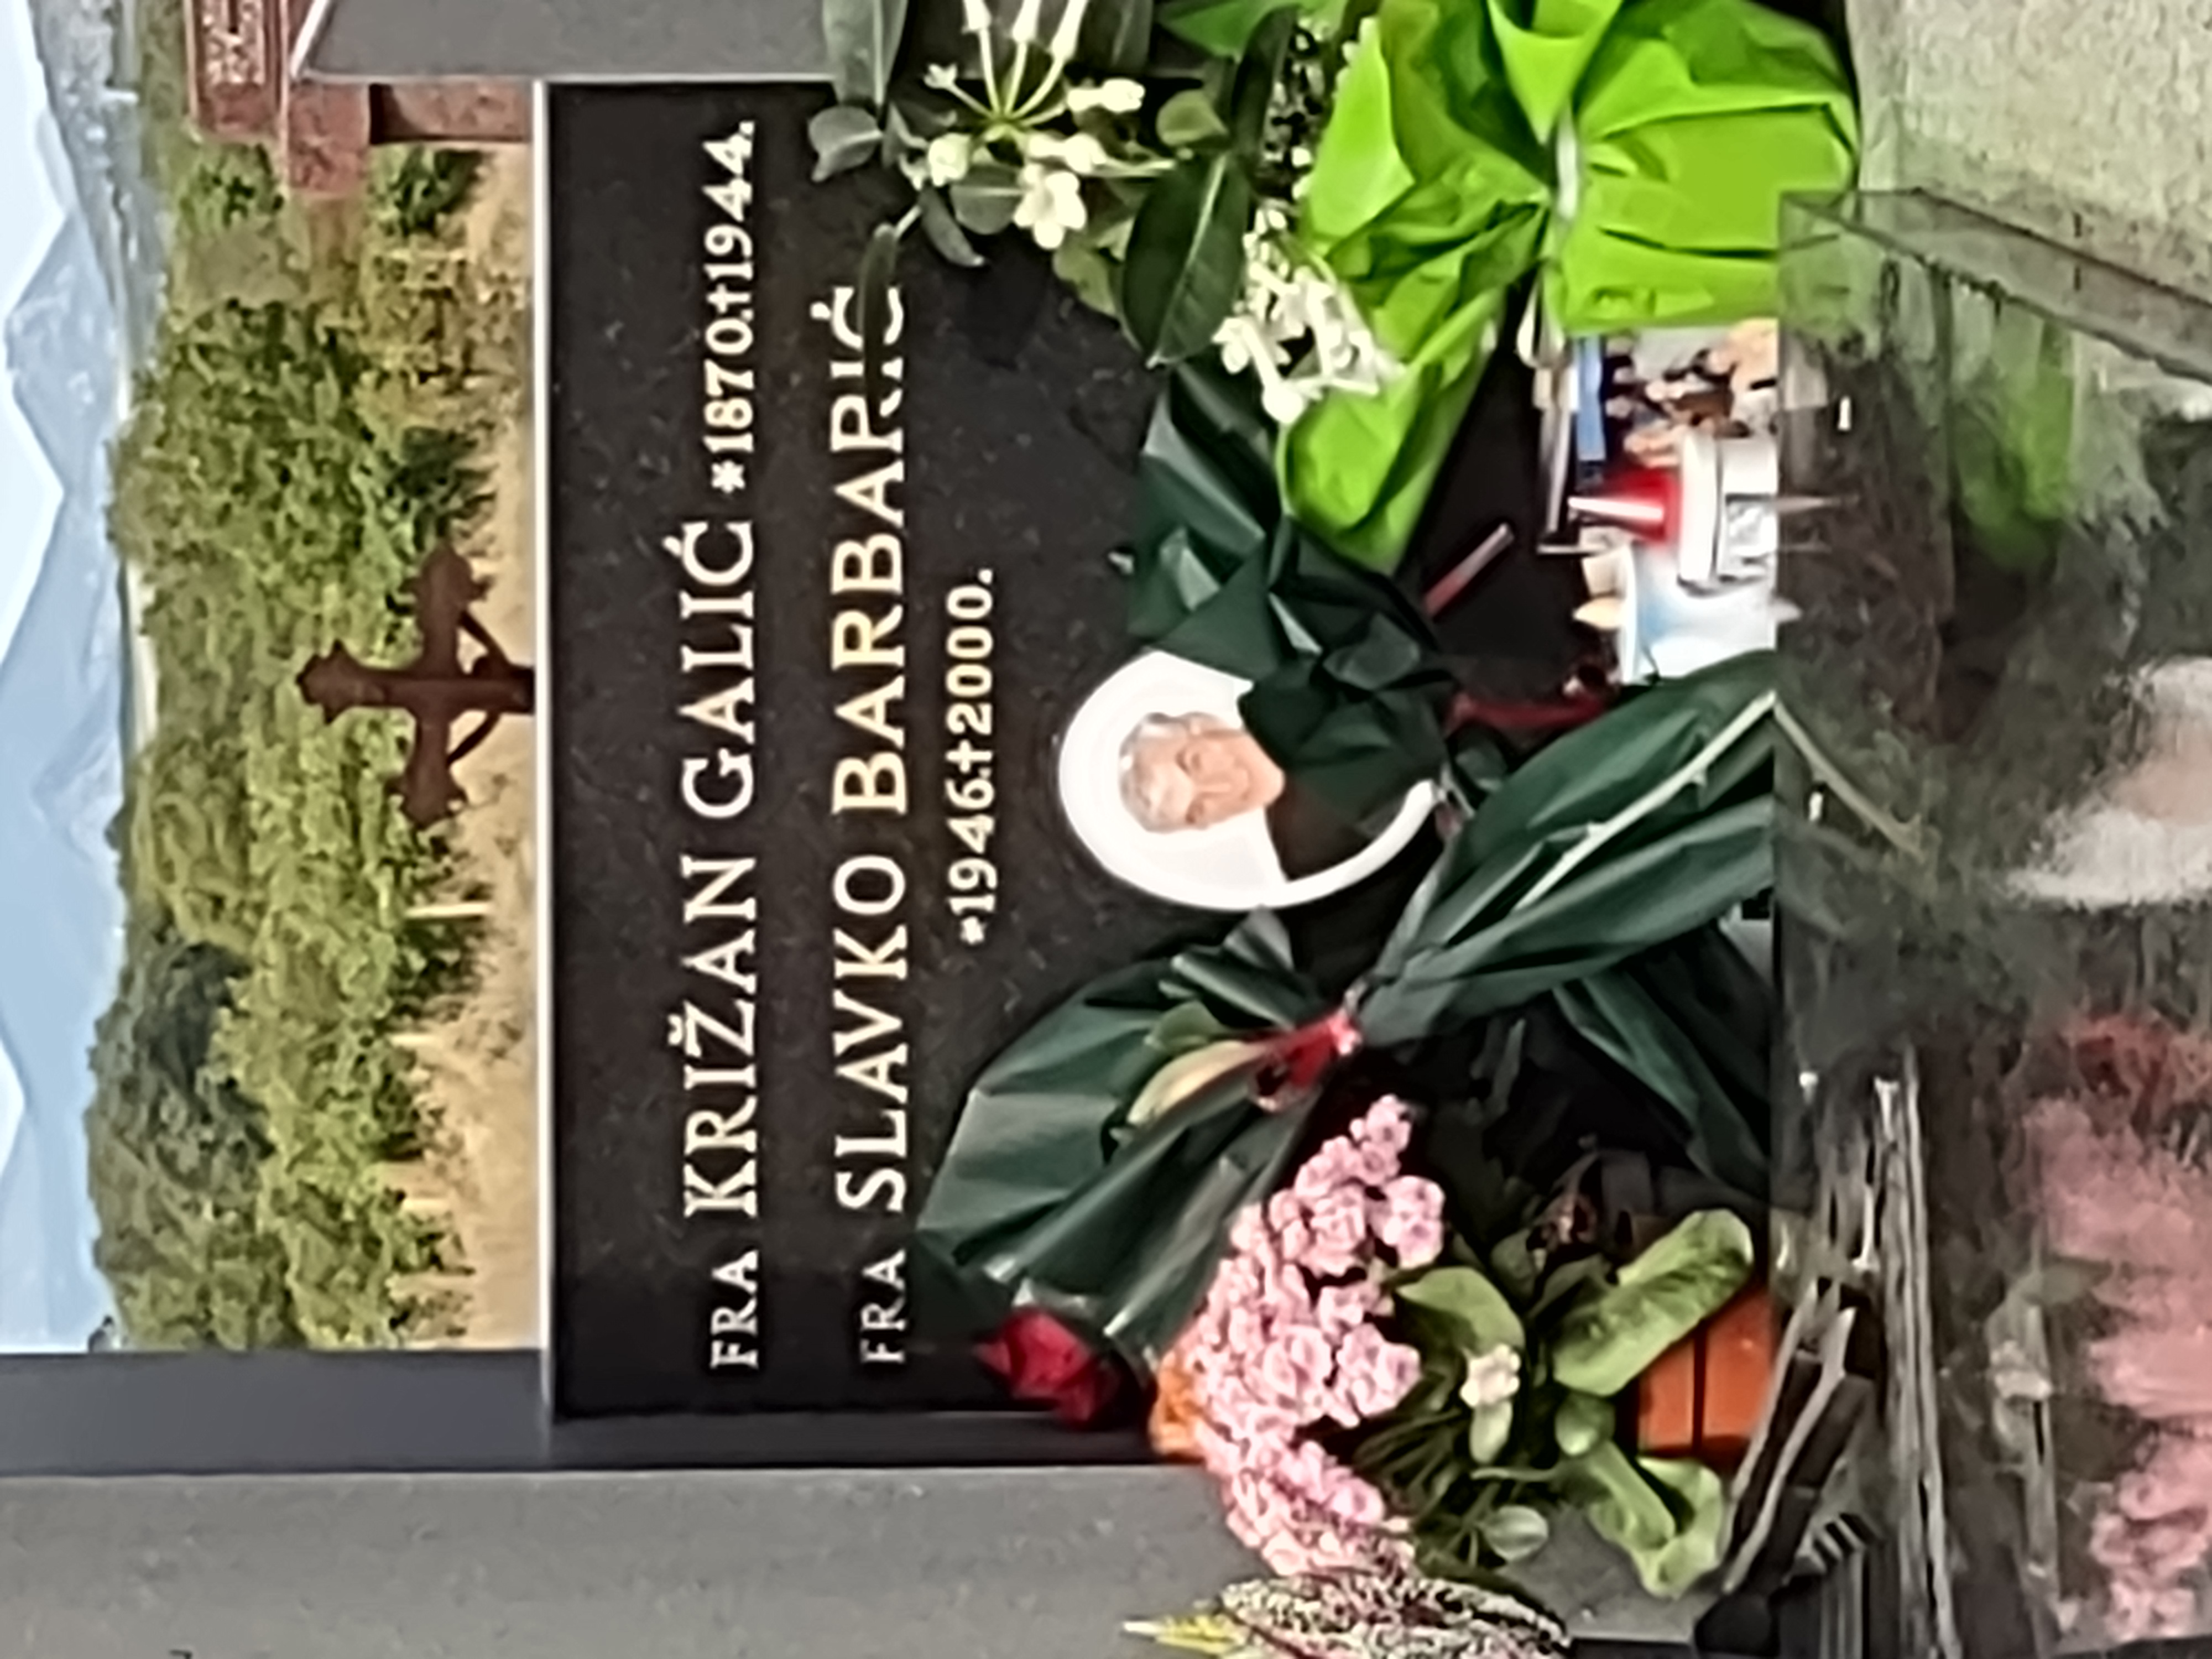 FRA KRIŽAN GALIĆ *1870.†1944.
FRA SLAVKO BARBARIĆ
*1946.†2000.